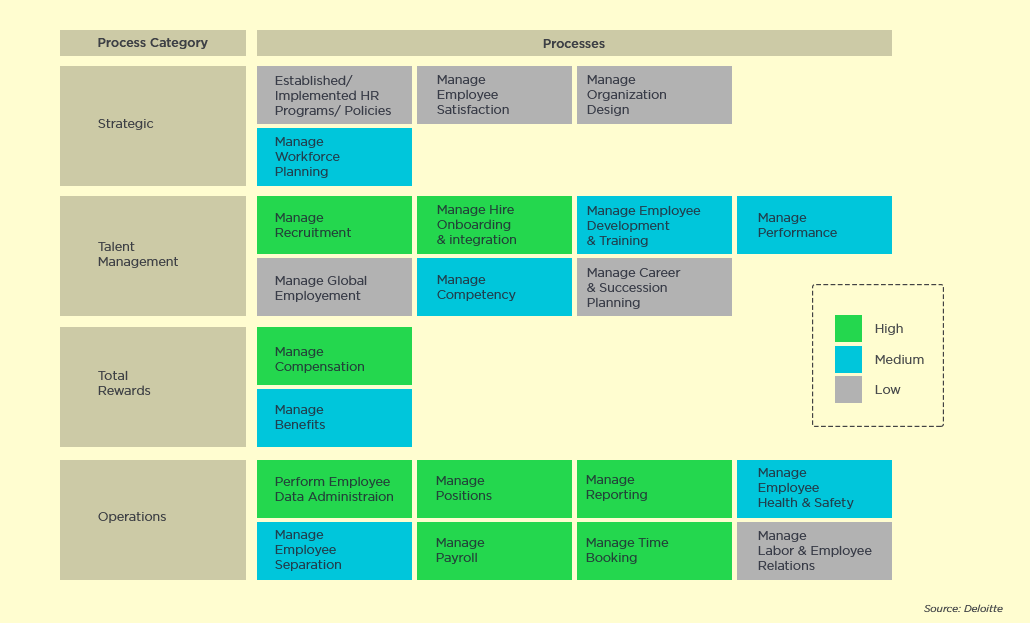 Process Category
Processes
Strategic
Established/
Implemented HR
Programs/ Policies
Manage
Employee
Satisfaction
Manage
Organization
Design
Manage
Workforce
Planning
Talent
Management
Manage
Recruitment
Manage Hire
Onboarding
& integration
Manage Employee
Development
& Training
Manage
Performance
Manage Global
Employement
Manage
Competency
Manage Career
& Succession
Planning
Total
Rewards
Manage
Compensation
Manage
Benefits
High
Medium
Low
Operations
Perform Employee
Data Administraion
Manage
Positions
Manage
Reporting
Manage
Employee
Health & Safety
Manage
Employee
Separation
Manage
Payroll
Manage Time
Booking
Manage
Labor & Employee
Relations
Source: Deloitte